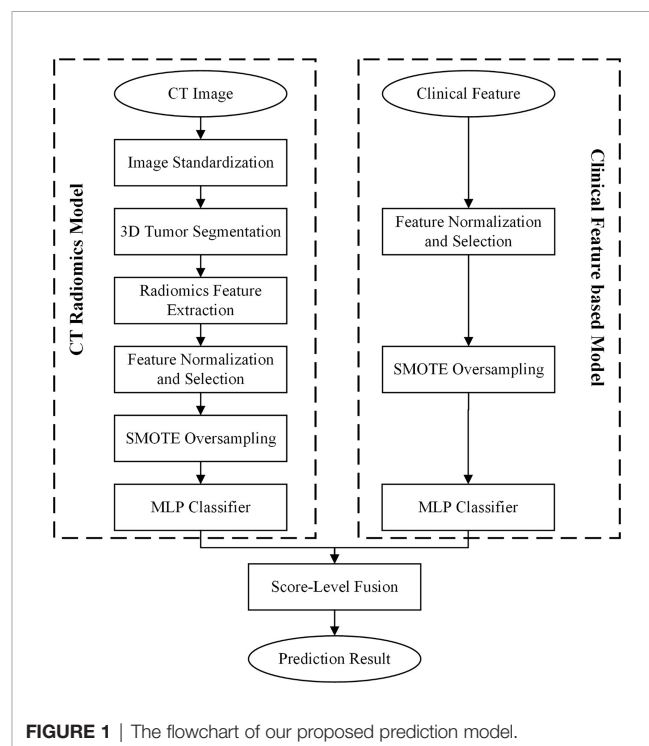 CT Radiomics Model
CT Image
Image Standardization
3D Tumor Segmentation
Radiomics Feature
Extraction
Feature Normalization
and Selection
SMOTE Oversampling
MLP Classifier
Clinical Feature based Model
Clinical Feature
Feature Normalization
and Selection
SMOTE Oversampling
MLP Classifier
Score-Level Fusion
Prediction Result
FIGURE 1 | The flowchart of our proposed prediction model.